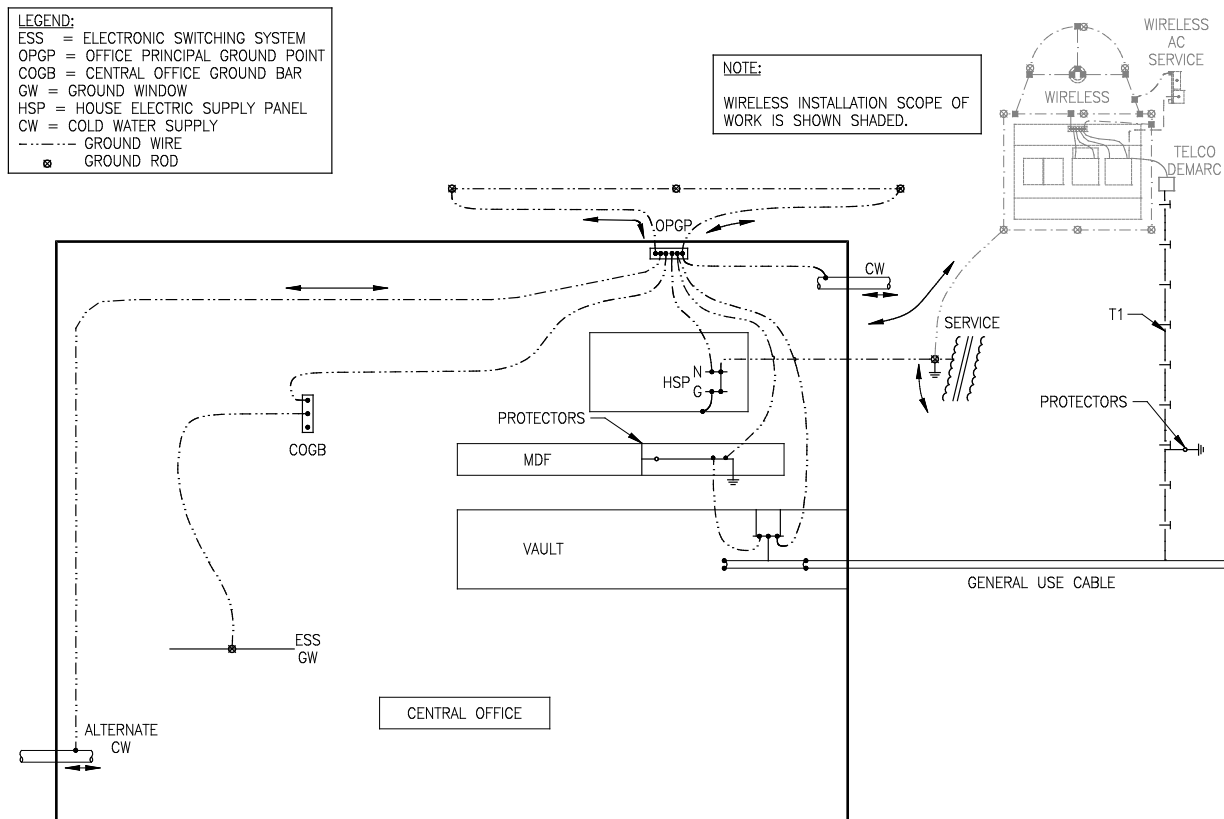 LEGEND:
ESS = ELECTRONIC SWITCHING SYSTEM
OPGP = OFFICE PRINCIPAL GROUND POINT
COGB = CENTRAL OFFICE GROUND BAR
GW = GROUND WINDOW
HSP = HOUSE ELECTRIC SUPPLY PANEL
CW = COLD WATER SUPPLY
GROUND WIRE
GROUND ROD
NOTE:
WIRELESS INSTALLATION SCOPE OF
WORK IS SHOWN SHADED.
WIRELESS
AC
SERVICE
WIRELESS
TELCO
DEMARC
OPGP
CW
SERVICE
T1
N
HSP
G
PROTECTORS
PROTECTORS
COGB
MDF
VAULT
GENERAL USE CABLE
ESS
GW
CENTRAL OFFICE
ALTERNATE
CW